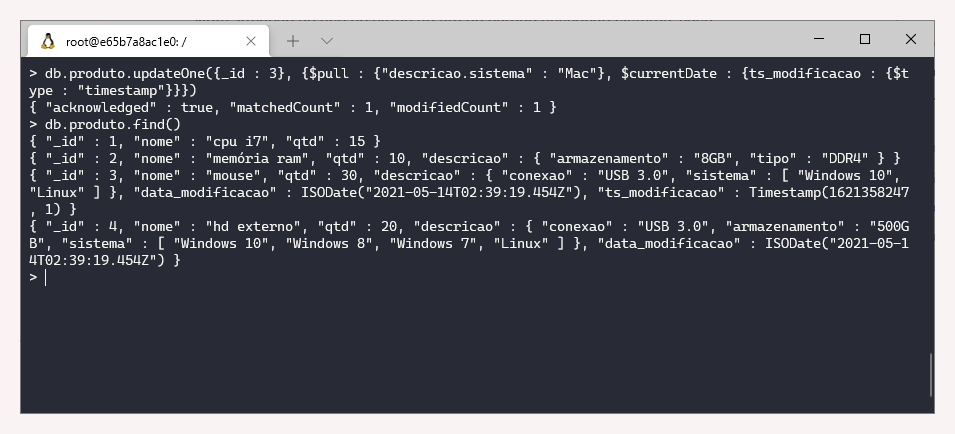 root@e65b7a8ac1e0: /
> db.produto.updateOne({_id : 3}, {$pull : {"descricao.sistema" : "Mac"}, $currentDate : {ts_modificacao : {$t
ype : "timestamp"}}})
{ "acknowledged" : true, "matchedCount" : 1, "modifiedCount" : 1 }
> db.produto.find()
{ "_id" : 1, "nome" : "cpu i7", "qtd" : 15 }
{ "_id" : 2, "nome" : "memória ram", "qtd" : 10, "descricao" : { "armazenamento" : "8GB", "tipo" : "DDR4" } }
{ "_id" : 3, "nome" : "mouse", "qtd" : 30, "descricao" : { "conexao" : "USB 3.0", "sistema" : [ "Windows 10",
"Linux" ] }, "data_modificacao" : ISODate("2021-05-14T02:39:19.454Z"), "ts_modificacao" : Timestamp(1621358247
, 1) }
{ "_id" : 4, "nome" : "hd externo", "qtd" : 20, "descricao" : { "conexao" : "USB 3.0", "armazenamento" : "500G
B", "sistema" : [ "Windows 10", "Windows 8", "Windows 7", "Linux" ] }, "data_modificacao" : ISODate("2021-05-1
4T02:39:19.454Z") }
>